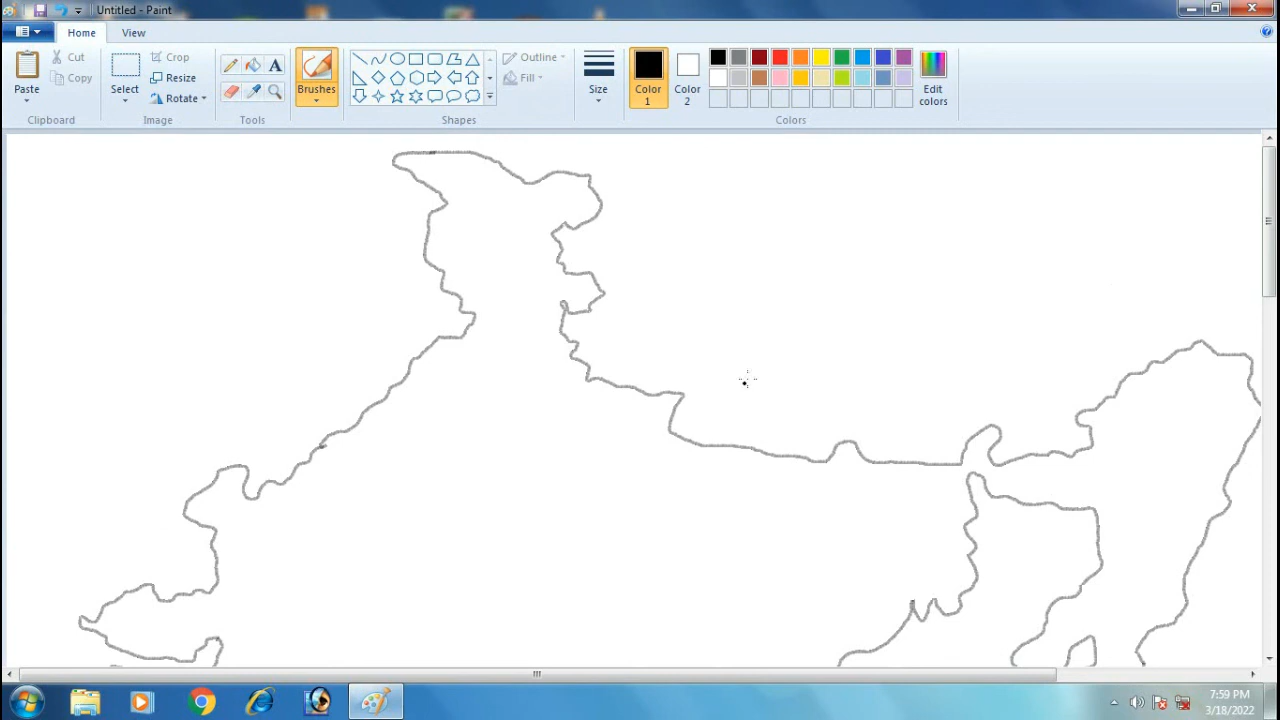 Untitled - Paint
Home View
Paste
Cut
Copy
Clipboard
Select
Crop
Resize
Rotate
Image
A
Tools
Brushes
Outline
Fill
Shapes
Size
Color
1
Color
2
Edit
colors
Colors
7:59 PM
3/18/2022